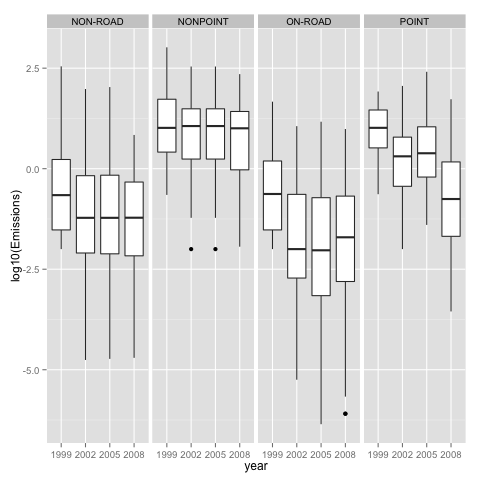 NON-ROAD NONPOINT ON-ROAD POINT
2.5
0.0
log10(Emissions)
-2.5
-5.0
1999 2002 2005 2008 1999 2002 2005 2008 1999 2002 2005 2008 1999 2002 2005 2008
year